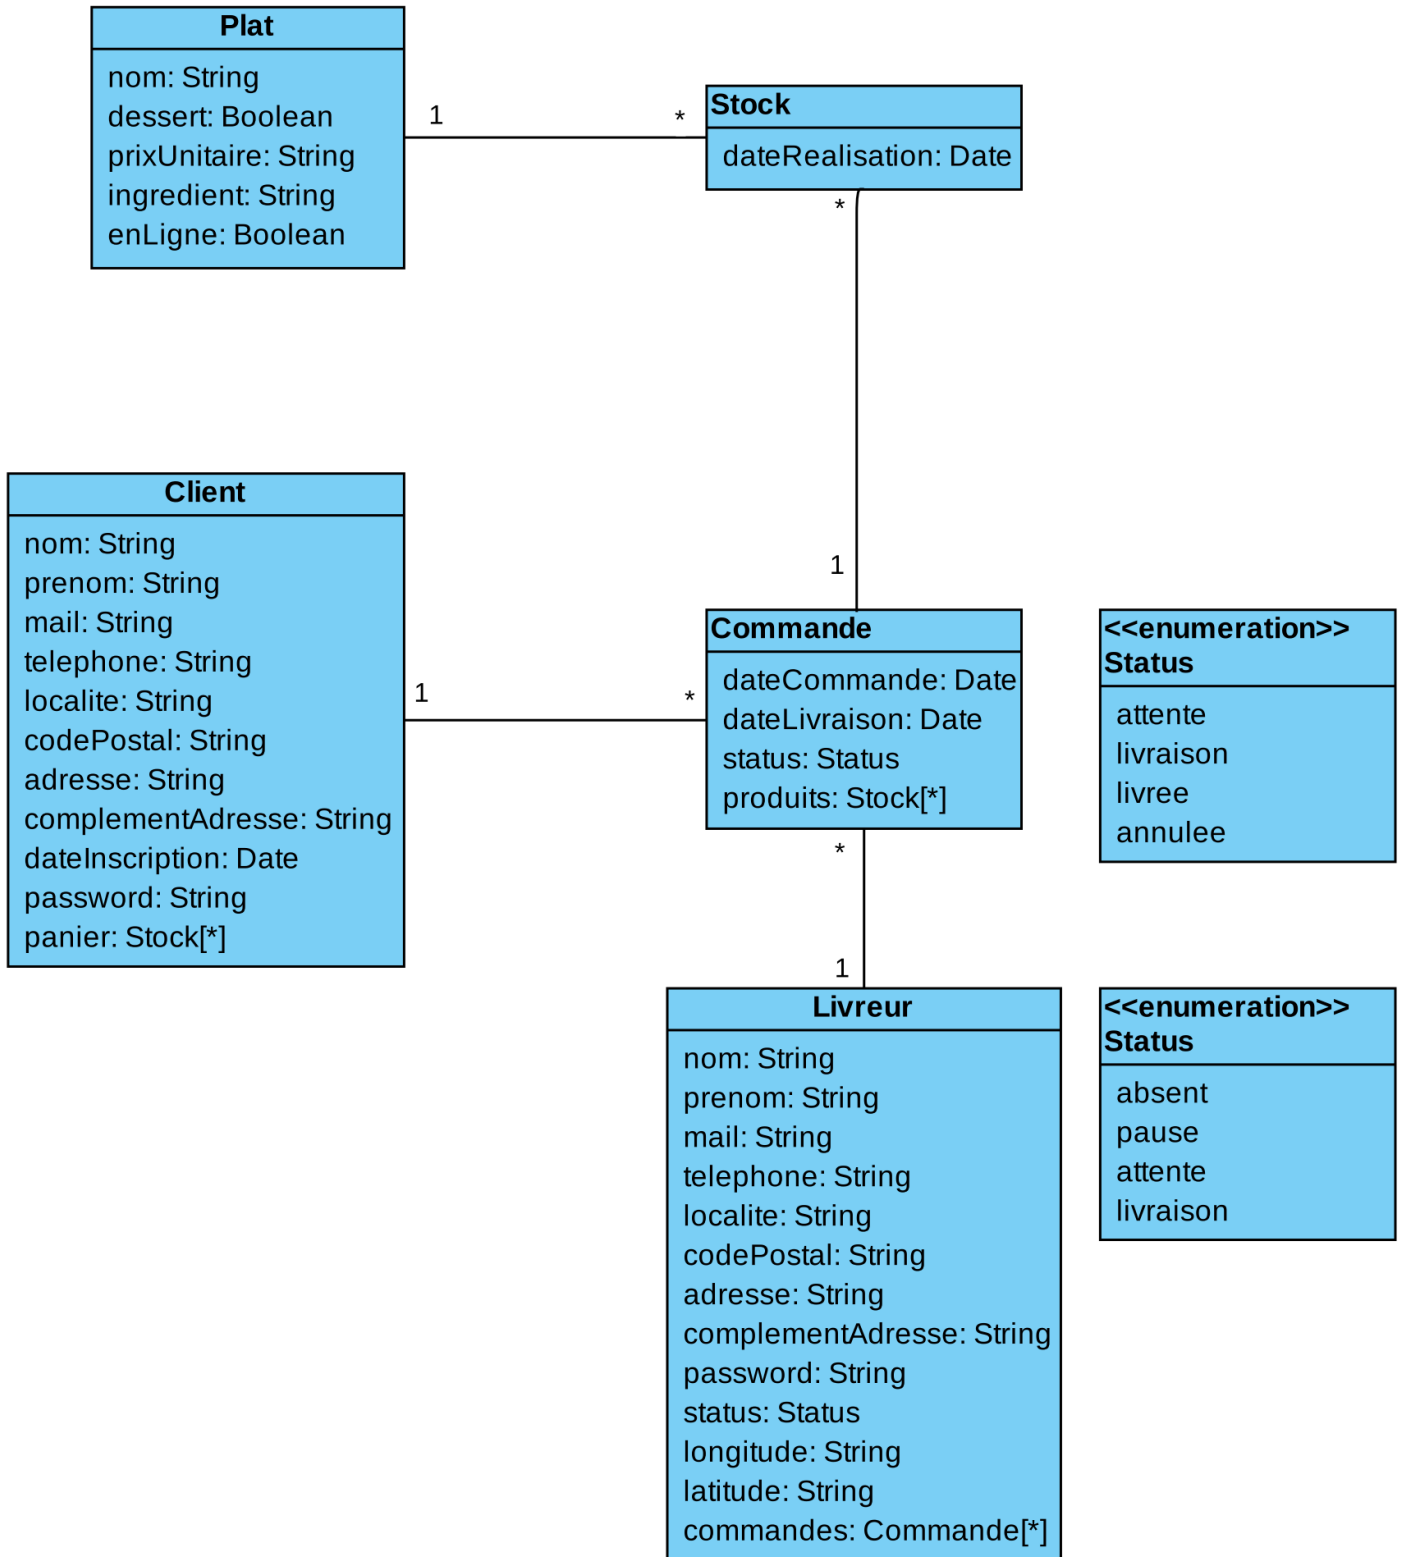 Plat
nom: String
dessert: Boolean
prixUnitaire: String
ingredient: String
enLigne: Boolean
1
*
Stock
dateRealisation: Date
*
1
Client
nom: String
prenom: String
mail: String
telephone: String
localite: String
codePostal: String
adresse: String
complementAdresse: String
dateInscription: Date
password: String
panier: Stock[*]
1
*
Commande
dateCommande: Date
dateLivraison: Date
status: Status
produits: Stock[*]
<<enumeration>>
Status
attente
livraison
livree
annulee
*
1
Livreur
nom: String
prenom: String
mail: String
telephone: String
localite: String
codePostal: String
adresse: String
complementAdresse: String
password: String
status: Status
longitude: String
latitude: String
commandes: Commande[*]
<<enumeration>>
Status
absent
pause
attente
livraison